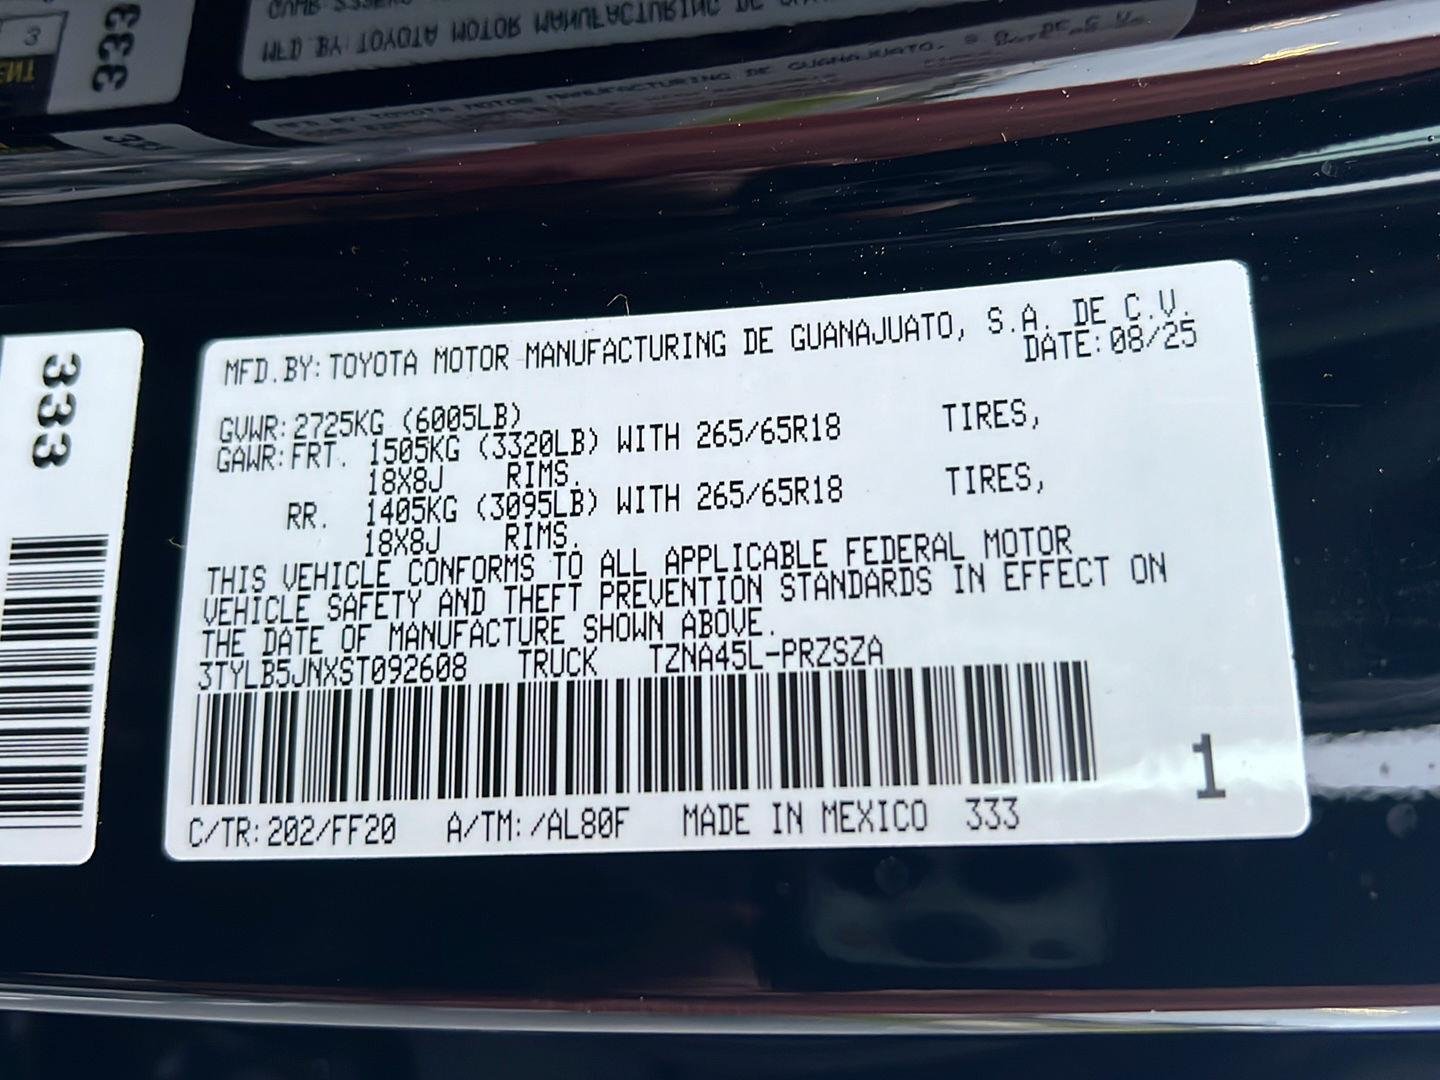 333
MFD.BY:TOYOTA MOTOR MANUFACTURING DE GUANAJUATO, S.A. DE C.V.
DATE:08/25
GVWR:2725KG (6005LB)
GAWR:FRT. 1505KG (3320LB) WITH 265/65R18 TIRES,
18X8J RIMS.
RR. 1405KG (3095LB) WITH 265/65R18 TIRES,
18X8J RIMS.
THIS VEHICLE CONFORMS TO ALL APPLICABLE FEDERAL MOTOR
VEHICLE SAFETY AND THEFT PREVENTION STANDARDS IN EFFECT ON
THE DATE OF MANUFACTURE SHOWN ABOVE.
3TYLB5JNXST092608 TRUCK TZNA45L-PRZSZA
1
C/TR:202/FF20 A/TM:/AL80F MADE IN MEXICO 333